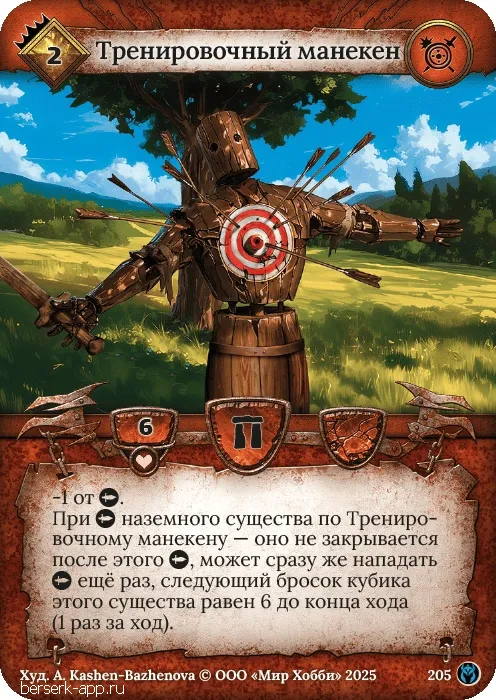 2
Тренировочный манекен
6
-1 от .
При наземного существа по Трениро-
вочному манекену — оно не закрывается
после этого , может сразу же нападать
ещё раз, следующий бросок кубика
этого существа равен 6 до конца хода
(1 раз за ход).
Худ. A. Kashen-Bazhenova © ООО «Мир Хобби» 2025
205
berserk-app.ru